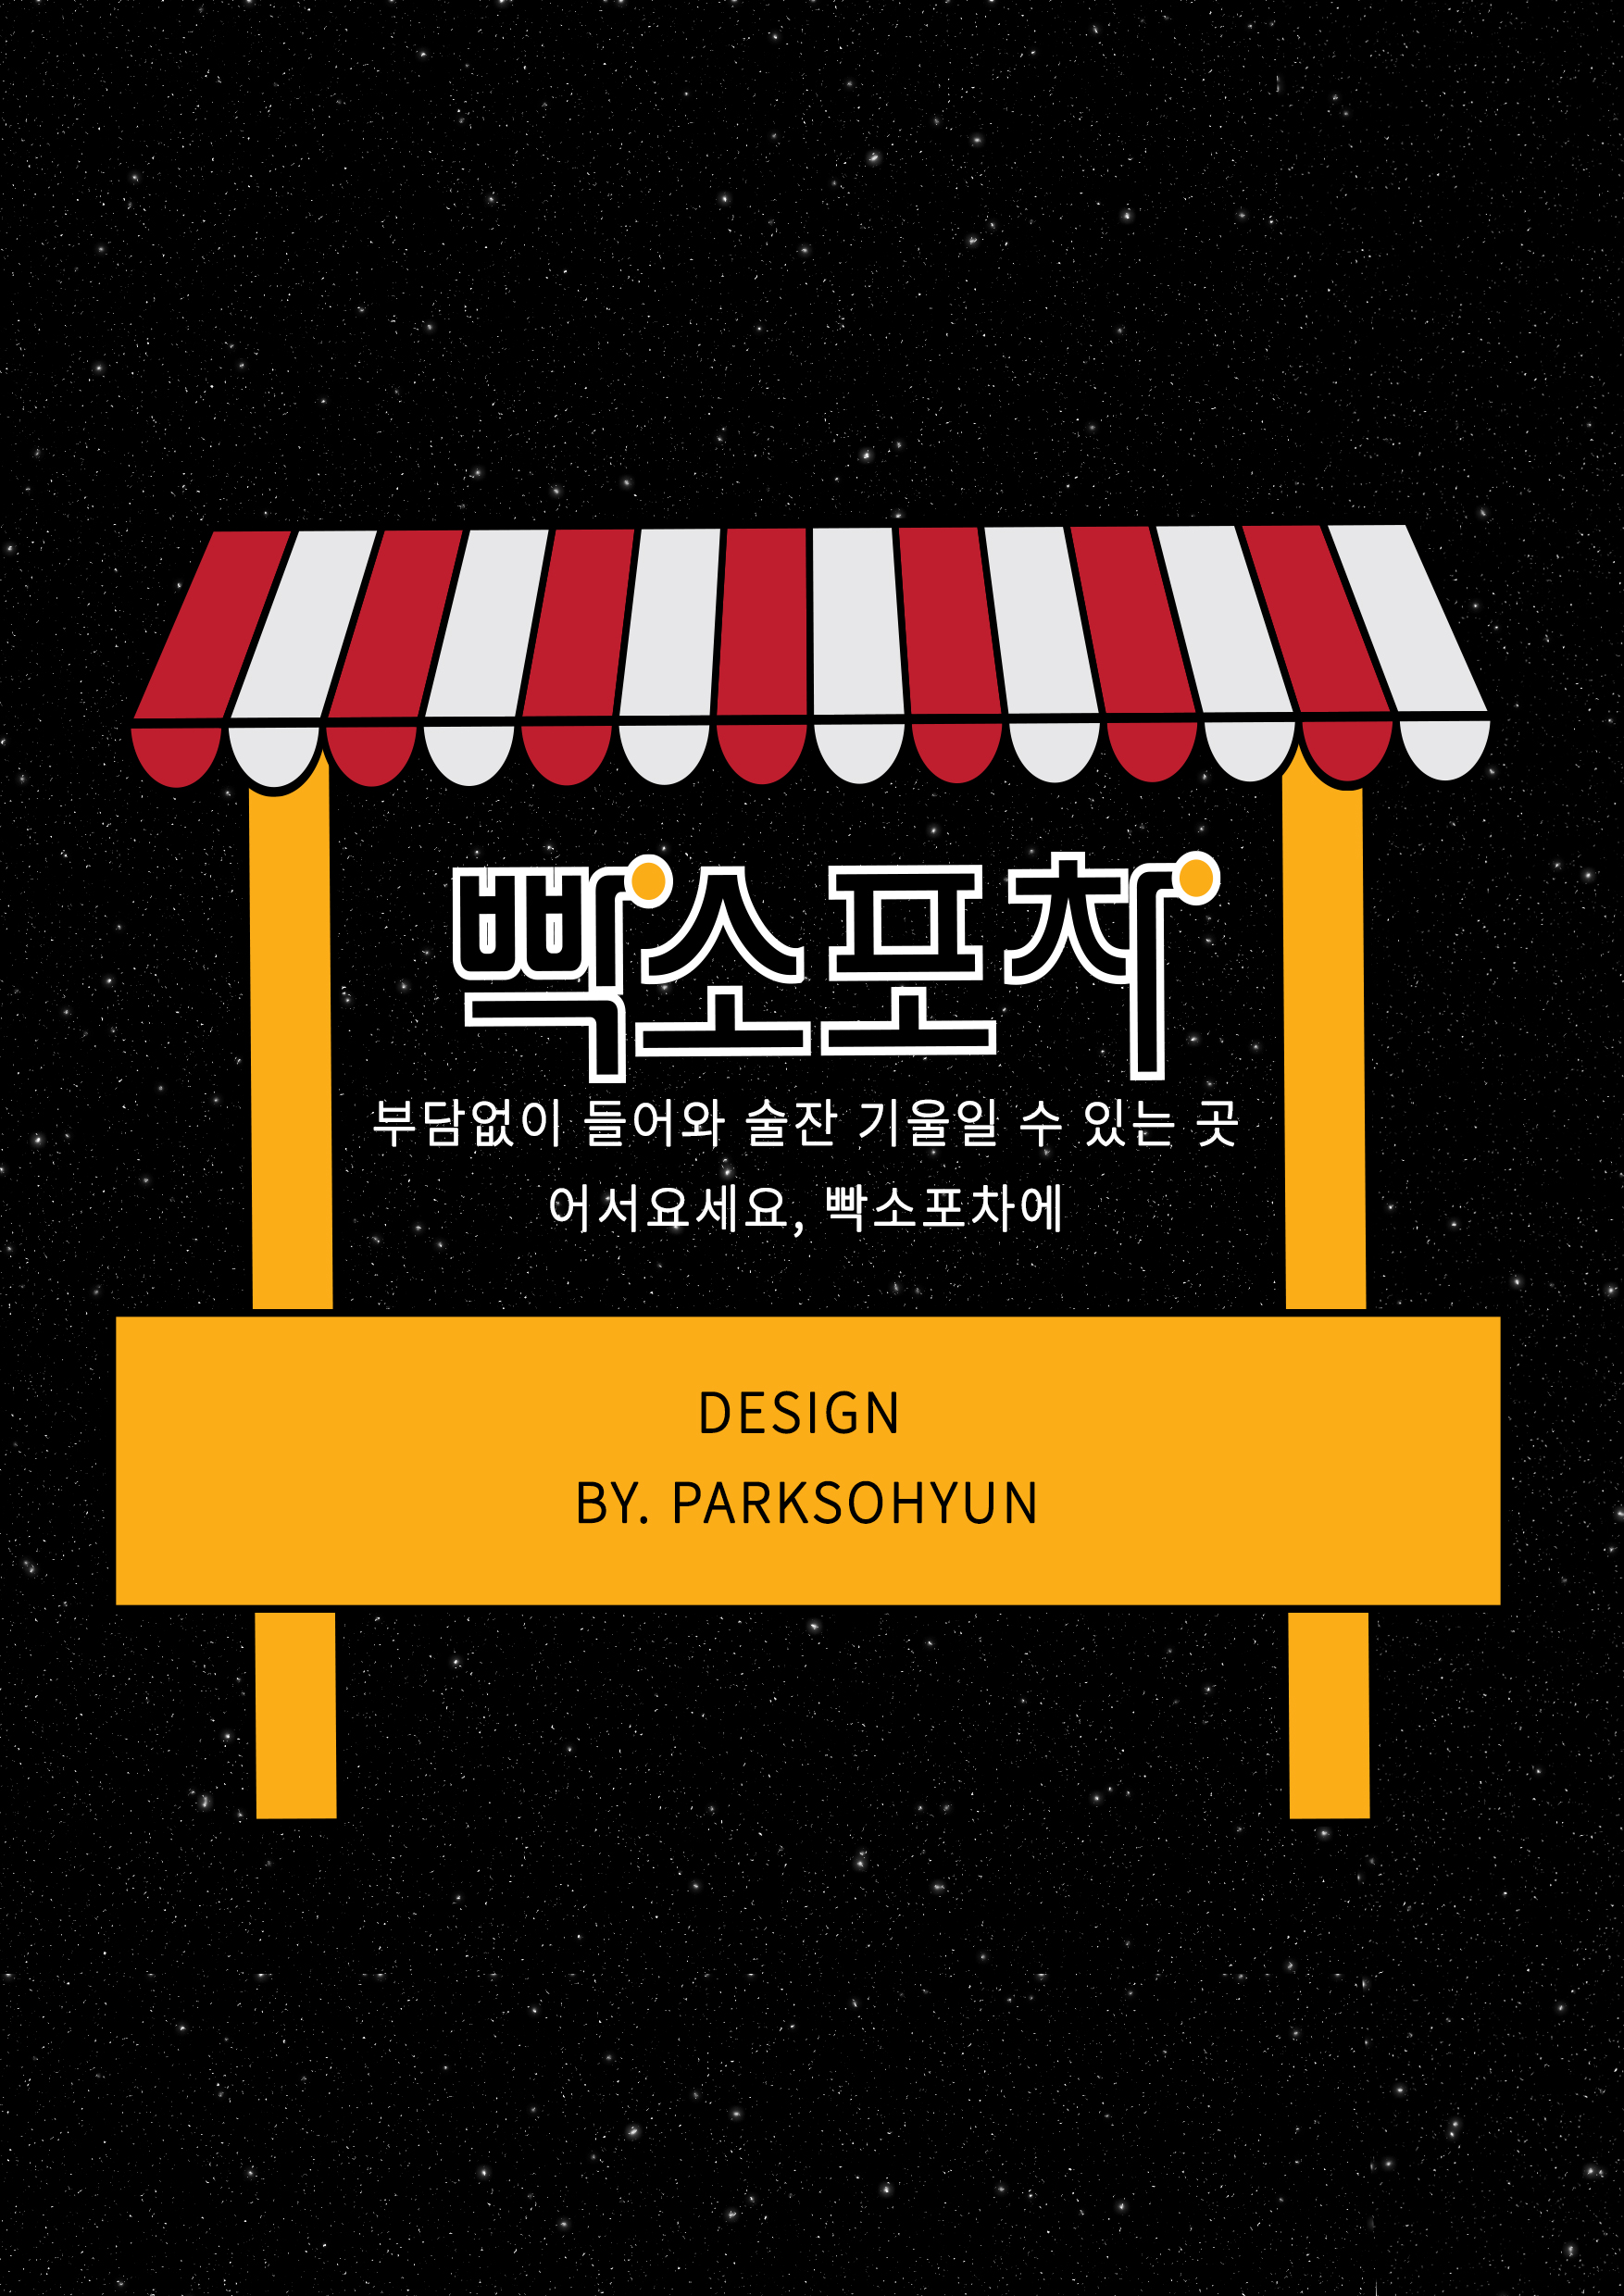 빡소포차
부담없이 들어와 술잔 기울일 수 있는 곳
어서요세요, 빡소포차에
DESIGN
BY. PARKSOHYUN